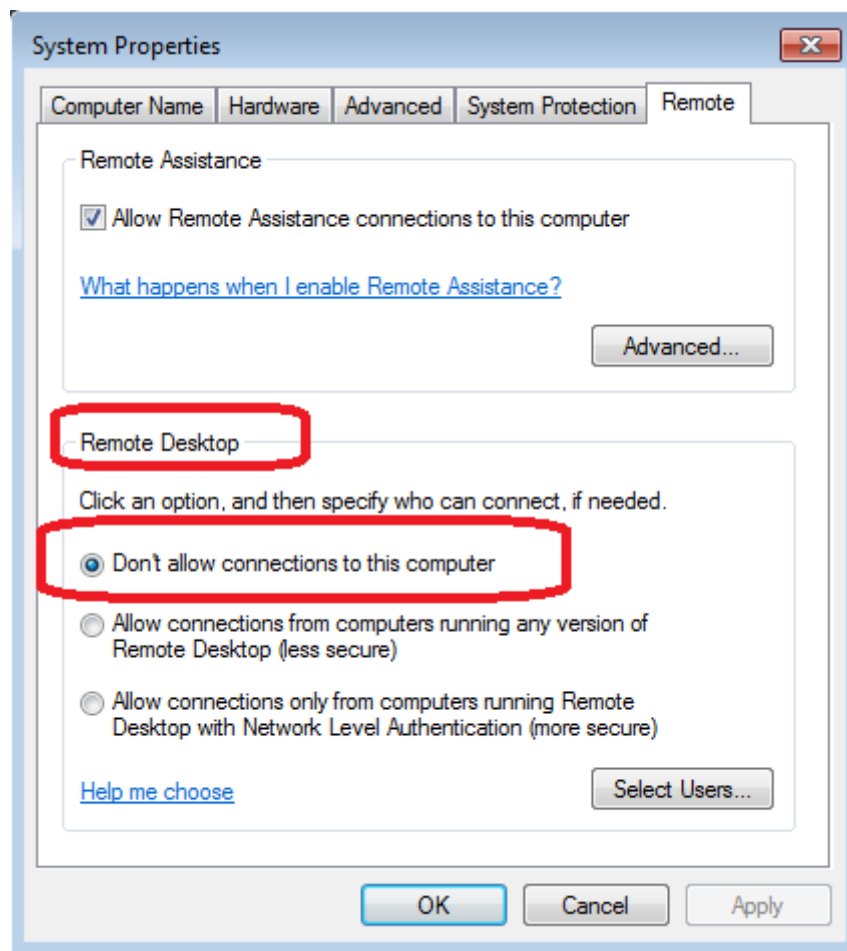 System Properties
Computer Name Hardware Advanced System Protection Remote
Remote Assistance
Allow Remote Assistance connections to this computer
What happens when I enable Remote Assistance?
Advanced...
Remote Desktop
Click an option, and then specify who can connect, if needed.
Don't allow connections to this computer
Allow connections from computers running any version of
Remote Desktop (less secure)
Allow connections only from computers running Remote
Desktop with Network Level Authentication (more secure)
Help me choose
Select Users...
OK Cancel Apply